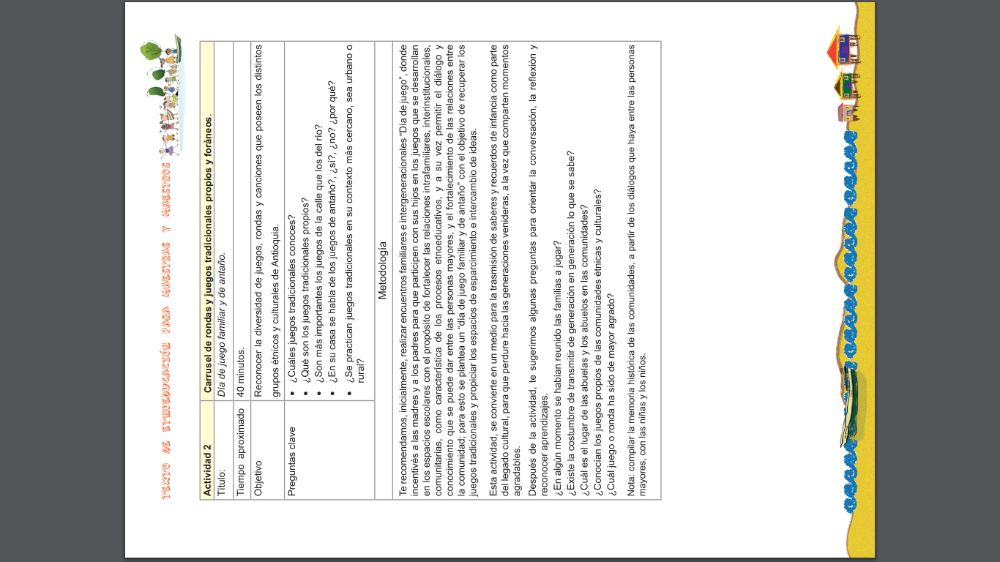 TEXTO DE ETNOEDUCACIÓN PARA MAESTRAS Y MAESTROS
Actividad 2 Carrusel de rondas y juegos tradicionales propios y foráneos.
Título: Día de juego familiar y de antaño.
Tiempo aproximado 40 minutos.
Objetivo Reconocer la diversidad de juegos, rondas y canciones que poseen los distintos
grupos étnicos y culturales de Antioquia.
Preguntas clave • ¿Cuáles juegos tradicionales conoces?
• ¿Qué son los juegos tradicionales propios?
• ¿Son más importantes los juegos de la calle que los del río?
• ¿En su casa se habla de los juegos de antaño?, ¿sí?, ¿no? ¿por qué?
• ¿Se practican juegos tradicionales en su contexto más cercano, sea urbano o
rural?
Metodología
Te recomendamos, inicialmente, realizar encuentros familiares e intergeneracionales “Día de juego”, donde
incentivés a las madres y a los padres para que participen con sus hijos en los juegos que se desarrollan
en los espacios escolares con el propósito de fortalecer las relaciones intrafamiliares, interinstitucionales,
comunitarias, como característica de los procesos etnoeducativos, y a su vez permitir el diálogo y
conocimiento que se puede dar entre las personas mayores, y el fortalecimiento de las relaciones entre
la comunidad; para esto se plantea un “día de juego familiar y de antaño” con el objetivo de recuperar los
juegos tradicionales y propiciar los espacios de esparcimiento e intercambio de ideas.
Esta actividad, se convierte en un medio para la trasmisión de saberes y recuerdos de infancia como parte
del legado cultural, para que perdure hacia las generaciones venideras, a la vez que comparten momentos
agradables.
Después de la actividad, te sugerimos algunas preguntas para orientar la conversación, la reflexión y
reconocer aprendizajes.
¿En algún momento se habían reunido las familias a jugar?
¿Existe la costumbre de transmitir de generación en generación lo que se sabe?
¿Cuál es el lugar de las abuelas y los abuelos en las comunidades?
¿Conocían los juegos propios de las comunidades étnicas y culturales?
¿Cuál juego o ronda ha sido de mayor agrado?
Nota: compilar la memoria histórica de las comunidades, a partir de los diálogos que haya entre las personas
mayores, con las niñas y los niños.